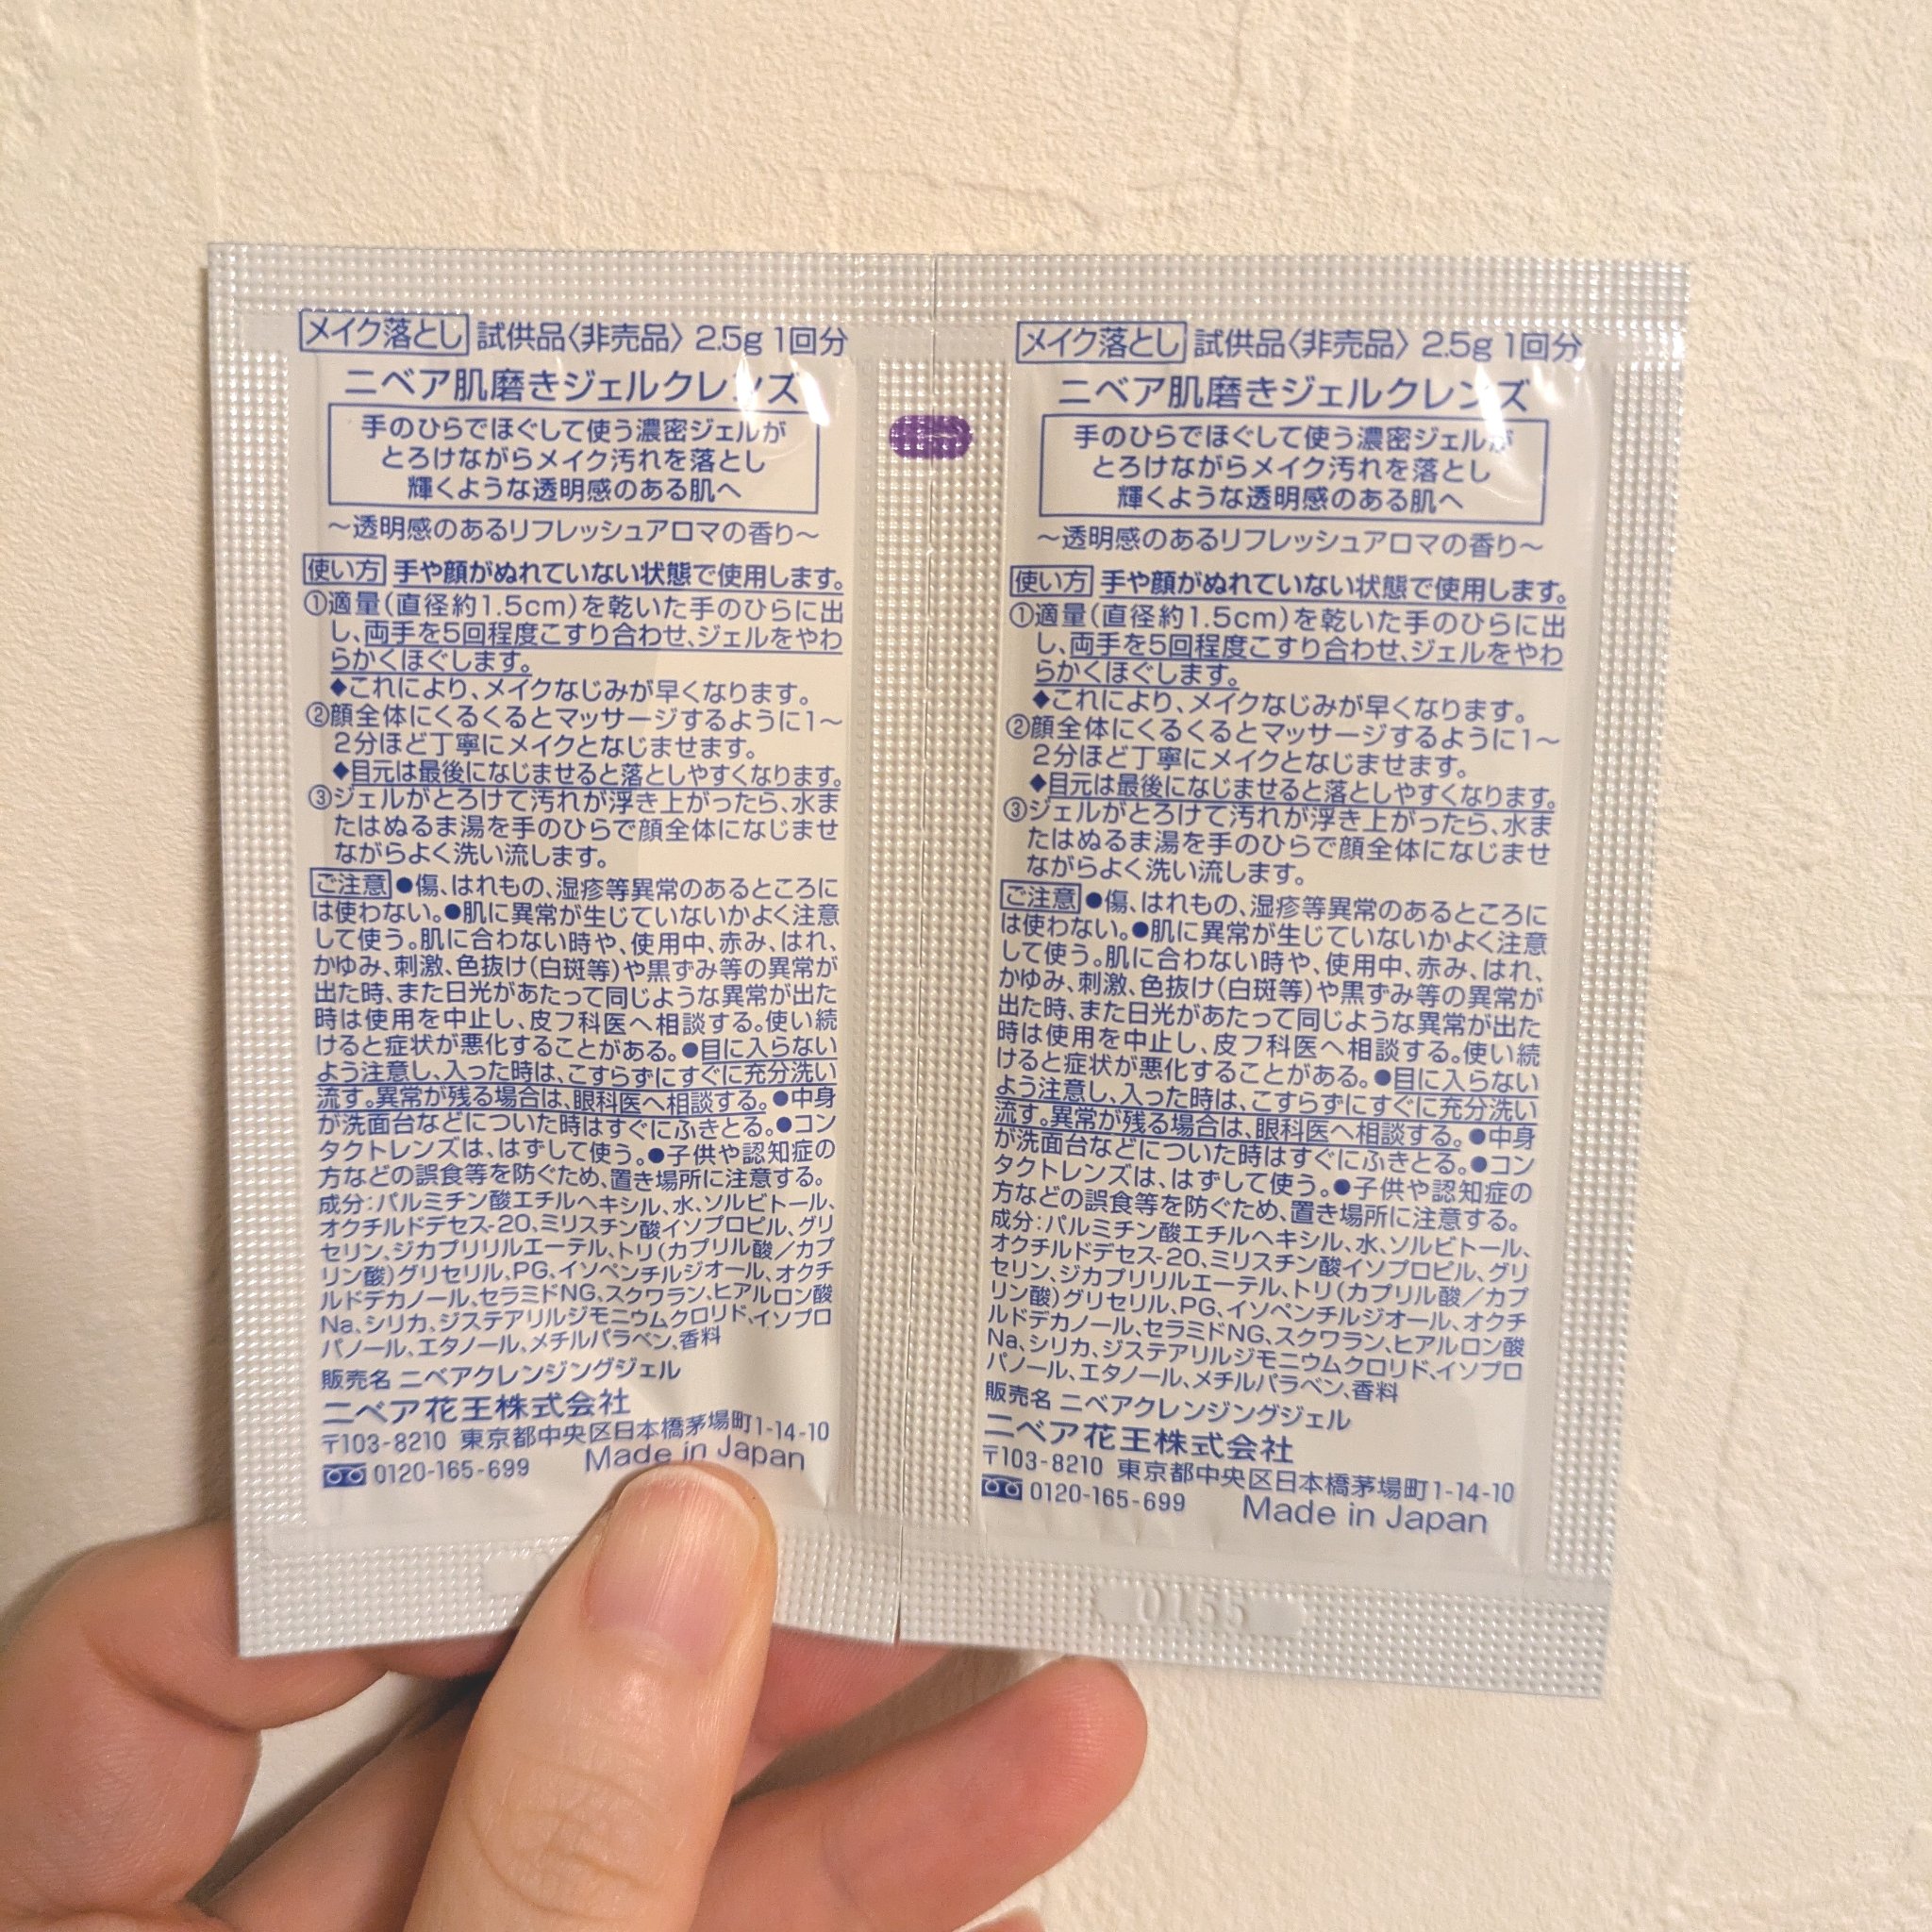 メイク落とし 試供品〈非売品〉 2.5g 1回分
ニベア肌磨きジェルクレンズ
手のひらでほぐして使う濃密ジェルが
とろけながらメイク汚れを落とし
輝くような透明感のある肌へ
～透明感のあるリフレッシュアロマの香り～
使い方 手や顔がぬれていない状態で使用します。
①適量(直径約1.5cm)を乾いた手のひらに出
し、両手を5回程度こすり合わせ、ジェルをやわ
らかくほぐします。
◆これにより、メイクなじみが早くなります。
②顔全体にくるくるとマッサージするように1～
2分ほど丁寧にメイクとなじませます。
◆目元は最後になじませると落としやすくなります。
③ジェルがとろけて汚れが浮き上がったら、水ま
たはぬるま湯を手のひらで顔全体になじませ
ながらよく洗い流します。
ご注意 ●傷、はれもの、湿疹等異常のあるところに
は使わない。●肌に異常が生じていないかよく注意
して使う。肌に合わない時や、使用中、赤み、はれ、
かゆみ、刺激、色抜け(白斑等)や黒ずみ等の異常が
出た時、また日光があたって同じような異常が出た
時は使用を中止し、皮フ科医へ相談する。使い続
けると症状が悪化することがある。●目に入らない
よう注意し、入った時は、こすらずにすぐに充分洗い
流す。異常が残る場合は、眼科医へ相談する。●中身
が洗面台などについた時はすぐにふきとる。●コン
タクトレンズは、はずして使う。●子供や認知症の
方などの誤食等を防ぐため、置き場所に注意する。
成分:パルミチン酸エチルヘキシル、水、ソルビトール、
オクチルドデセス-20、ミリスチン酸イソプロピル、グリ
セリン、ジカプリリルエーテル、トリ(カプリル酸／カプ
リン酸)グリセリル、PG、イソペンチルジオール、オクチ
ルドデカノール、セラミドNG、スクワラン、ヒアルロン酸
Na、シリカ、ジステアリルジモニウムクロリド、イソプロ
パノール、エタノール、メチルパラベン、香料
販売名 ニベアクレンジングジェル
ニベア花王株式会社
〒103-8210 東京都中央区日本橋茅場町1-14-10
0120-165-699 Made in Japan
メイク落とし 試供品〈非売品〉 2.5g 1回分
ニベア肌磨きジェルクレンズ
手のひらでほぐして使う濃密ジェルが
とろけながらメイク汚れを落とし
輝くような透明感のある肌へ
～透明感のあるリフレッシュアロマの香り～
使い方 手や顔がぬれていない状態で使用します。
①適量(直径約1.5cm)を乾いた手のひらに出
し、両手を5回程度こすり合わせ、ジェルをやわ
らかくほぐします。
◆これにより、メイクなじみが早くなります。
②顔全体にくるくるとマッサージするように1～
2分ほど丁寧にメイクとなじませます。
◆目元は最後になじませると落としやすくなります。
③ジェルがとろけて汚れが浮き上がったら、水ま
たはぬるま湯を手のひらで顔全体になじませ
ながらよく洗い流します。
ご注意 ●傷、はれもの、湿疹等異常のあるところに
は使わない。●肌に異常が生じていないかよく注意
して使う。肌に合わない時や、使用中、赤み、はれ、
かゆみ、刺激、色抜け(白斑等)や黒ずみ等の異常が
出た時、また日光があたって同じような異常が出た
時は使用を中止し、皮フ科医へ相談する。使い続
けると症状が悪化することがある。●目に入らない
よう注意し、入った時は、こすらずにすぐに充分洗い
流す。異常が残る場合は、眼科医へ相談する。●中身
が洗面台などについた時はすぐにふきとる。●コン
タクトレンズは、はずして使う。●子供や認知症の
方などの誤食等を防ぐため、置き場所に注意する。
成分:パルミチン酸エチルヘキシル、水、ソルビトール、
オクチルドデセス-20、ミリスチン酸イソプロピル、グリ
セリン、ジカプリリルエーテル、トリ(カプリル酸／カプ
リン酸)グリセリル、PG、イソペンチルジオール、オクチ
ルドデカノール、セラミドNG、スクワラン、ヒアルロン酸
Na、シリカ、ジステアリルジモニウムクロリド、イソプロ
パノール、エタノール、メチルパラベン、香料
販売名 ニベアクレンジングジェル
ニベア花王株式会社
〒103-8210 東京都中央区日本橋茅場町1-14-10
0120-165-699 Made in Japan
0155